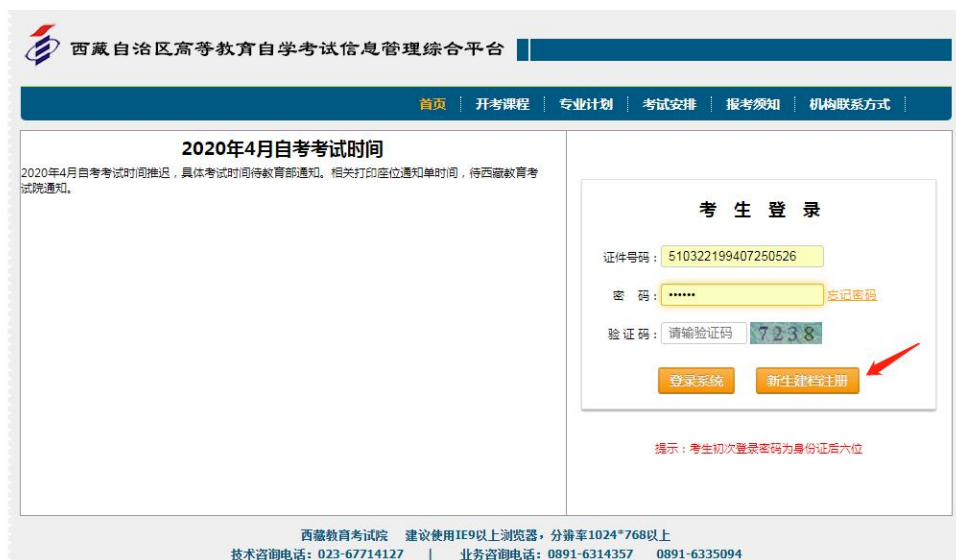 西藏自治区高等教育自学考试信息管理综合平台
首页 开考课程 专业计划 考试安排 报考须知 机构联系方式
2020年4月自考考试时间
2020年4月自考考试时间推迟，具体考试时间待教育部通知。相关打印座位通知单时间，待西藏教育考
试院通知。
考 生 登 录
证件号码： 510322199407250526
密 码： ••••••  忘记密码
验证码： 请输验证码 7238
登录系统 新生建档注册
提示：考生初次登录密码为身份证后六位
西藏教育考试院 建议使用IE9以上浏览器，分辨率1024*768以上
技术咨询电话：023-67714127 | 业务咨询电话：0891-6314357 0891-6335094